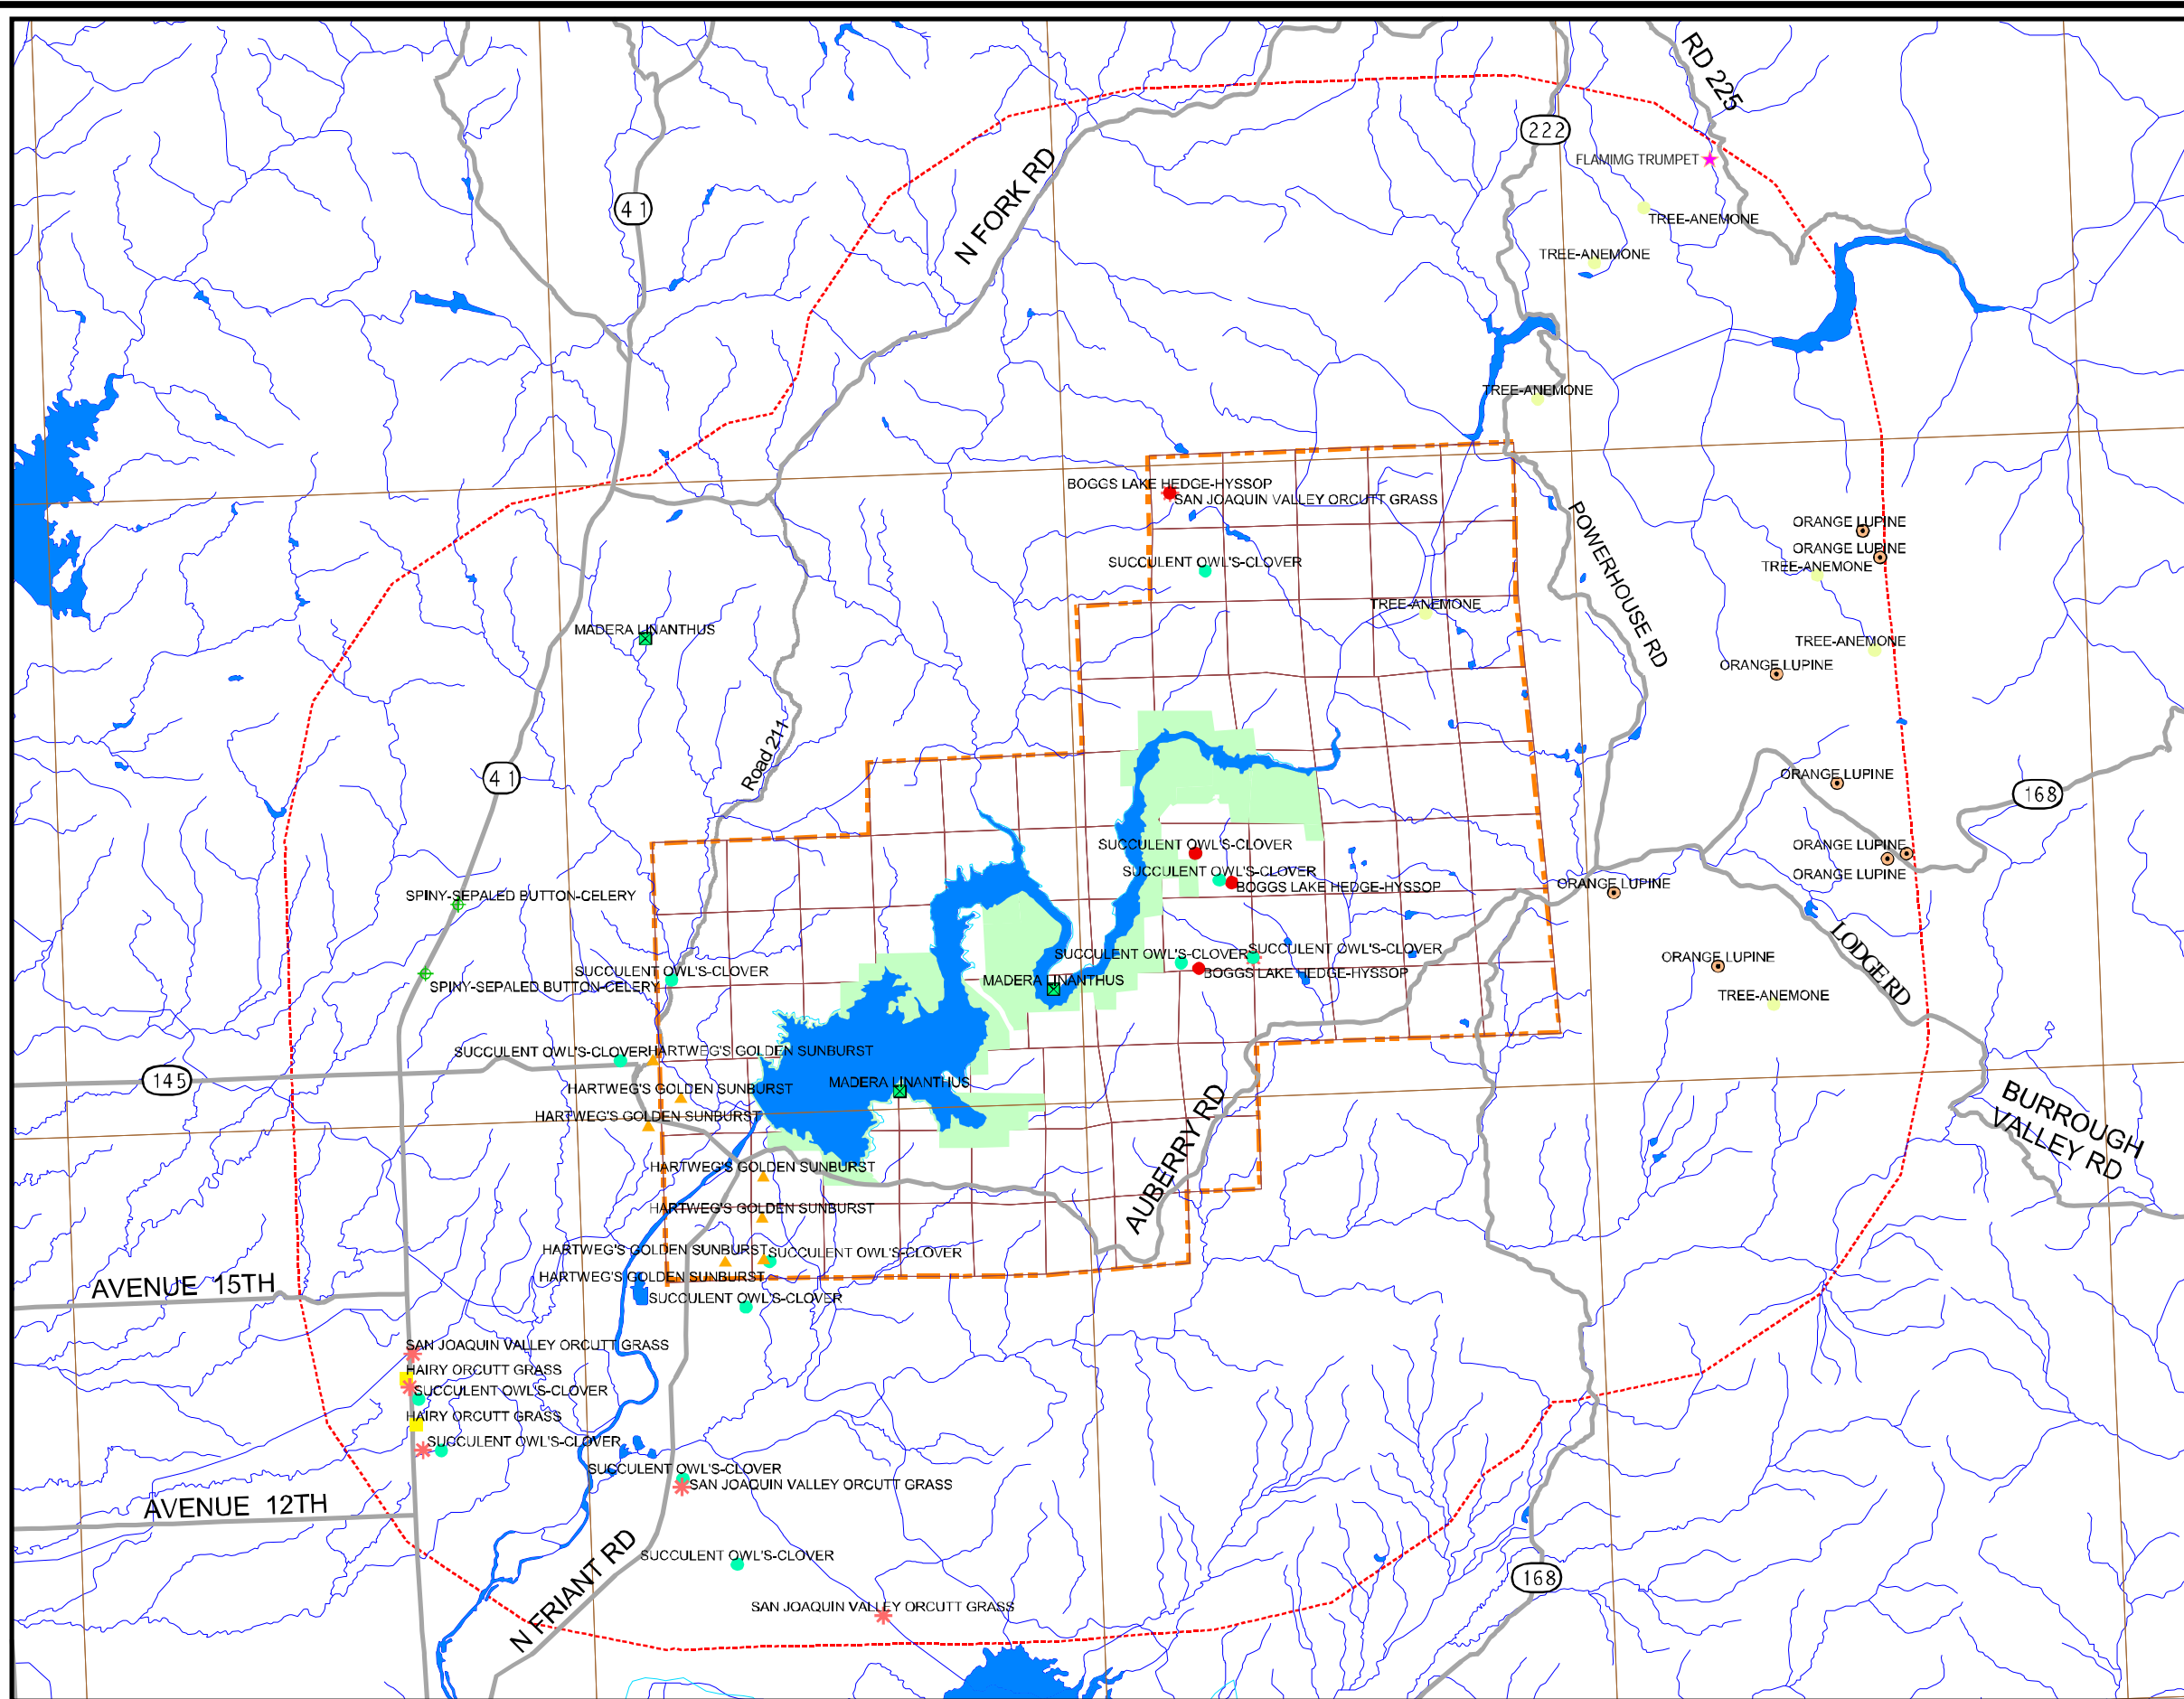 RD 225
222
FLAMIMG TRUMPET
41
N FORK RD
TREE-ANEMONE
TREE-ANEMONE
TREE-ANEMONE
BOGGS LAKE HEDGE-HYSSOP
SAN JOAQUIN VALLEY ORCUTT GRASS
POWERHOUSE RD
ORANGE LUPINE
ORANGE LUPINE
TREE-ANEMONE
SUCCULENT OWL'S-CLOVER
TREE-ANEMONE
MADERA LINANTHUS
TREE-ANEMONE
ORANGE LUPINE
Road 211
41
ORANGE LUPINE
168
SUCCULENT OWL'S-CLOVER
ORANGE LUPINE
SUCCULENT OWL'S-CLOVER
ORANGE LUPINE
BOGGS LAKE HEDGE-HYSSOP
ORANGE LUPINE
SPINY-SEPALED BUTTON-CELERY
SUCCULENT OWL'S-CLOVER
SUCCULENT OWL'S-CLOVER
ORANGE LUPINE
LODGE RD
SUCCULENT OWL'S-CLOVER
BOGGS LAKE HEDGE-HYSSOP
MADERA LINANTHUS
SPINY-SEPALED BUTTON-CELERY
TREE-ANEMONE
SUCCULENT OWL'S-CLOVER
HARTWEG'S GOLDEN SUNBURST
145
MADERA LINANTHUS
HARTWEG'S GOLDEN SUNBURST
HARTWEG'S GOLDEN SUNBURST
AUBERRY RD
BURROUGH
VALLEY RD
HARTWEG'S GOLDEN SUNBURST
HARTWEG'S GOLDEN SUNBURST
HARTWEG'S GOLDEN SUNBURST
SUCCULENT OWL'S-CLOVER
HARTWEG'S GOLDEN SUNBURST
AVENUE 15TH
SUCCULENT OWL'S-CLOVER
SAN JOAQUIN VALLEY ORCUTT GRASS
HAIRY ORCUTT GRASS
SUCCULENT OWL'S-CLOVER
HAIRY ORCUTT GRASS
SUCCULENT OWL'S-CLOVER
SUCCULENT OWL'S-CLOVER
SAN JOAQUIN VALLEY ORCUTT GRASS
AVENUE 12TH
N FRIANT RD
SUCCULENT OWL'S-CLOVER
168
SAN JOAQUIN VALLEY ORCUTT GRASS